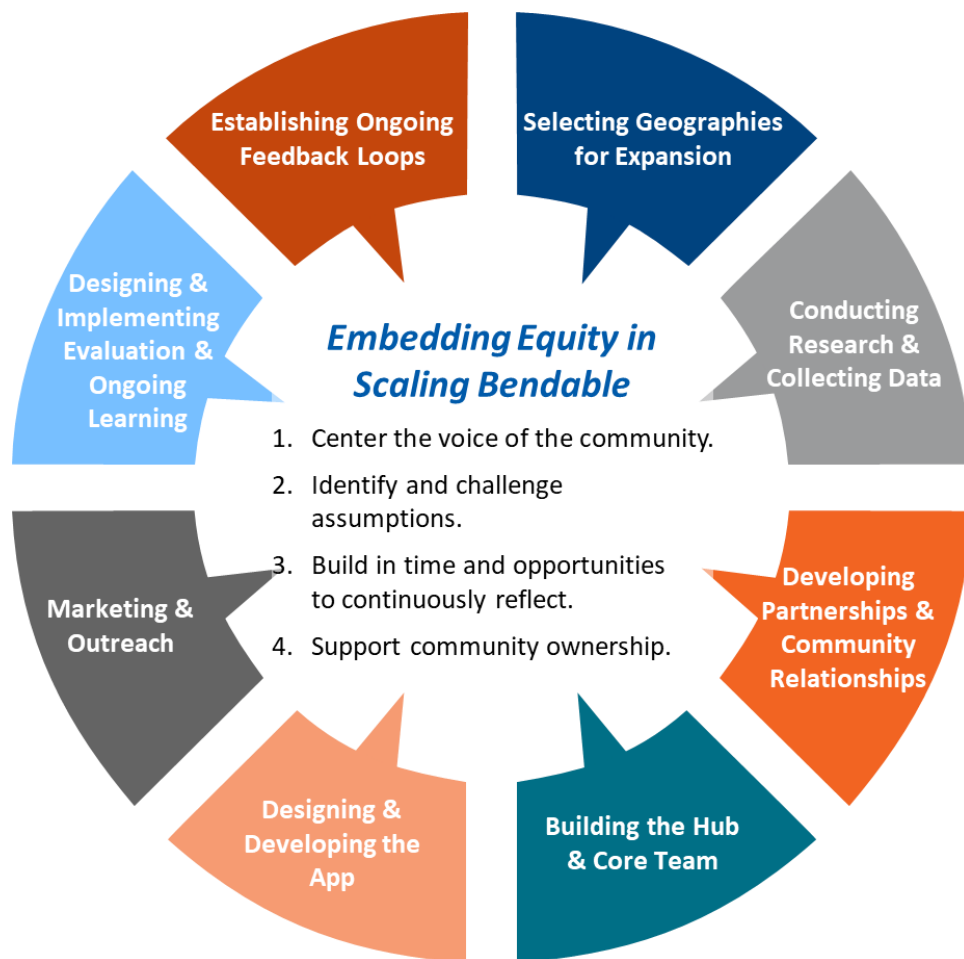 Establishing Ongoing
Feedback Loops
Selecting Geographies
for Expansion
Conducting
Research &
Collecting Data
Developing
Partnerships &
Community
Relationships
Building the Hub
& Core Team
Designing &
Developing the
App
Marketing &
Outreach
Designing &
Implementing
Evaluation &
Ongoing
Learning
Embedding Equity in
Scaling Bendable
1. Center the voice of the community.
2. Identify and challenge
assumptions.
3. Build in time and opportunities
to continuously reflect.
4. Support community ownership.